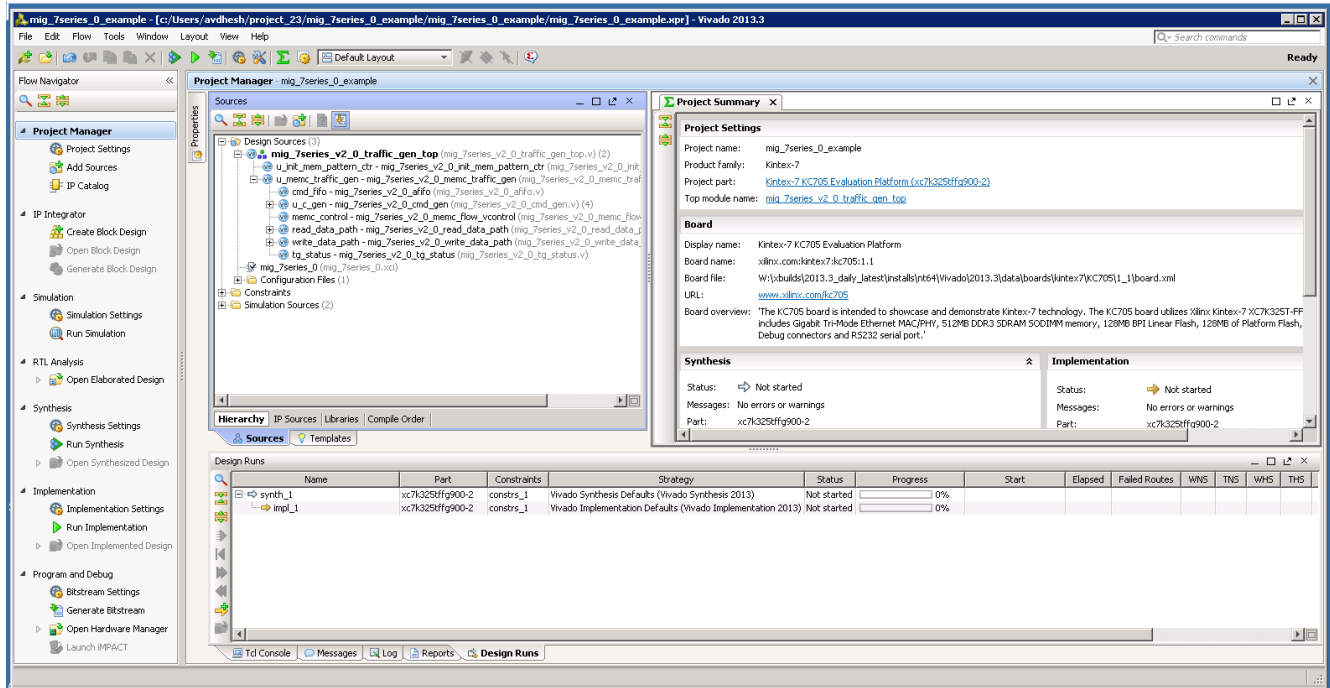 mig_7series_0_example - [c:/Users/avdhesh/project_23/mig_7series_0_example/mig_7series_0_example/mig_7series_0_example.xpr] - Vivado 2013.3
File Edit Flow Tools Window Layout View Help
Search commands
Default Layout
Ready
Flow Navigator
Project Manager
Project Settings
Add Sources
IP Catalog
IP Integrator
Create Block Design
Open Block Design
Generate Block Design
Simulation
Simulation Settings
Run Simulation
RTL Analysis
Open Elaborated Design
Synthesis
Synthesis Settings
Run Synthesis
Open Synthesized Design
Implementation
Implementation Settings
Run Implementation
Open Implemented Design
Program and Debug
Bitstream Settings
Generate Bitstream
Open Hardware Manager
Launch iMPACT
Project Manager - mig_7series_0_example
Properties
Sources
Design Sources (3)
mig_7series_v2_0_traffic_gen_top (mig_7series_v2_0_traffic_gen_top.v) (2)
u_init_mem_pattern_ctr - mig_7series_v2_0_init_mem_pattern_ctr (mig_7series_v2_0_init
u_memc_traffic_gen - mig_7series_v2_0_memc_traffic_gen (mig_7series_v2_0_memc_traf
cmd_fifo - mig_7series_v2_0_afifo (mig_7series_v2_0_afifo.v)
u_c_gen - mig_7series_v2_0_cmd_gen (mig_7series_v2_0_cmd_gen.v) (4)
memc_control - mig_7series_v2_0_memc_flow_vcontrol (mig_7series_v2_0_memc_flow
read_data_path - mig_7series_v2_0_read_data_path (mig_7series_v2_0_read_data_p
write_data_path - mig_7series_v2_0_write_data_path (mig_7series_v2_0_write_data_
tg_status - mig_7series_v2_0_tg_status (mig_7series_v2_0_tg_status.v)
mig_7series_0 (mig_7series_0.xci)
Configuration Files (1)
Constraints
Simulation Sources (2)
Hierarchy IP Sources Libraries Compile Order
Sources Templates
Project Summary
Project Settings
Project name: mig_7series_0_example
Product family: Kintex-7
Project part: Kintex-7 KC705 Evaluation Platform (xc7k325tffg900-2)
Top module name: mig_7series_v2_0_traffic_gen_top
Board
Display name: Kintex-7 KC705 Evaluation Platform
Board name: xilinx.com:kintex7:kc705:1.1
Board file: W:\xbuilds\2013.3_daily_latest\installs\nt64\Vivado\2013.3\data\boards\kintex7\KC705\1_1\board.xml
URL: www.xilinx.com/kc705
Board overview: 'The KC705 board is intended to showcase and demonstrate Kintex-7 technology. The KC705 board utilizes Xilinx Kintex-7 XC7K325T-FF
includes Gigabit Tri-Mode Ethernet MAC/PHY, 512MB DDR3 SDRAM SODIMM memory, 128MB BPI Linear Flash, 128MB of Platform Flash,
Debug connectors and RS232 serial port.'
Synthesis
Status: Not started
Messages: No errors or warnings
Part: xc7k325tffg900-2
Implementation
Status: Not started
Messages: No errors or warnings
Part: xc7k325tffg900-2
Design Runs
Name Part Constraints Strategy Status Progress Start Elapsed Failed Routes WNS TNS WHS THS
synth_1 xc7k325tffg900-2 constrs_1 Vivado Synthesis Defaults (Vivado Synthesis 2013) Not started 0%
impl_1 xc7k325tffg900-2 constrs_1 Vivado Implementation Defaults (Vivado Implementation 2013) Not started 0%
Tcl Console Messages Log Reports Design Runs